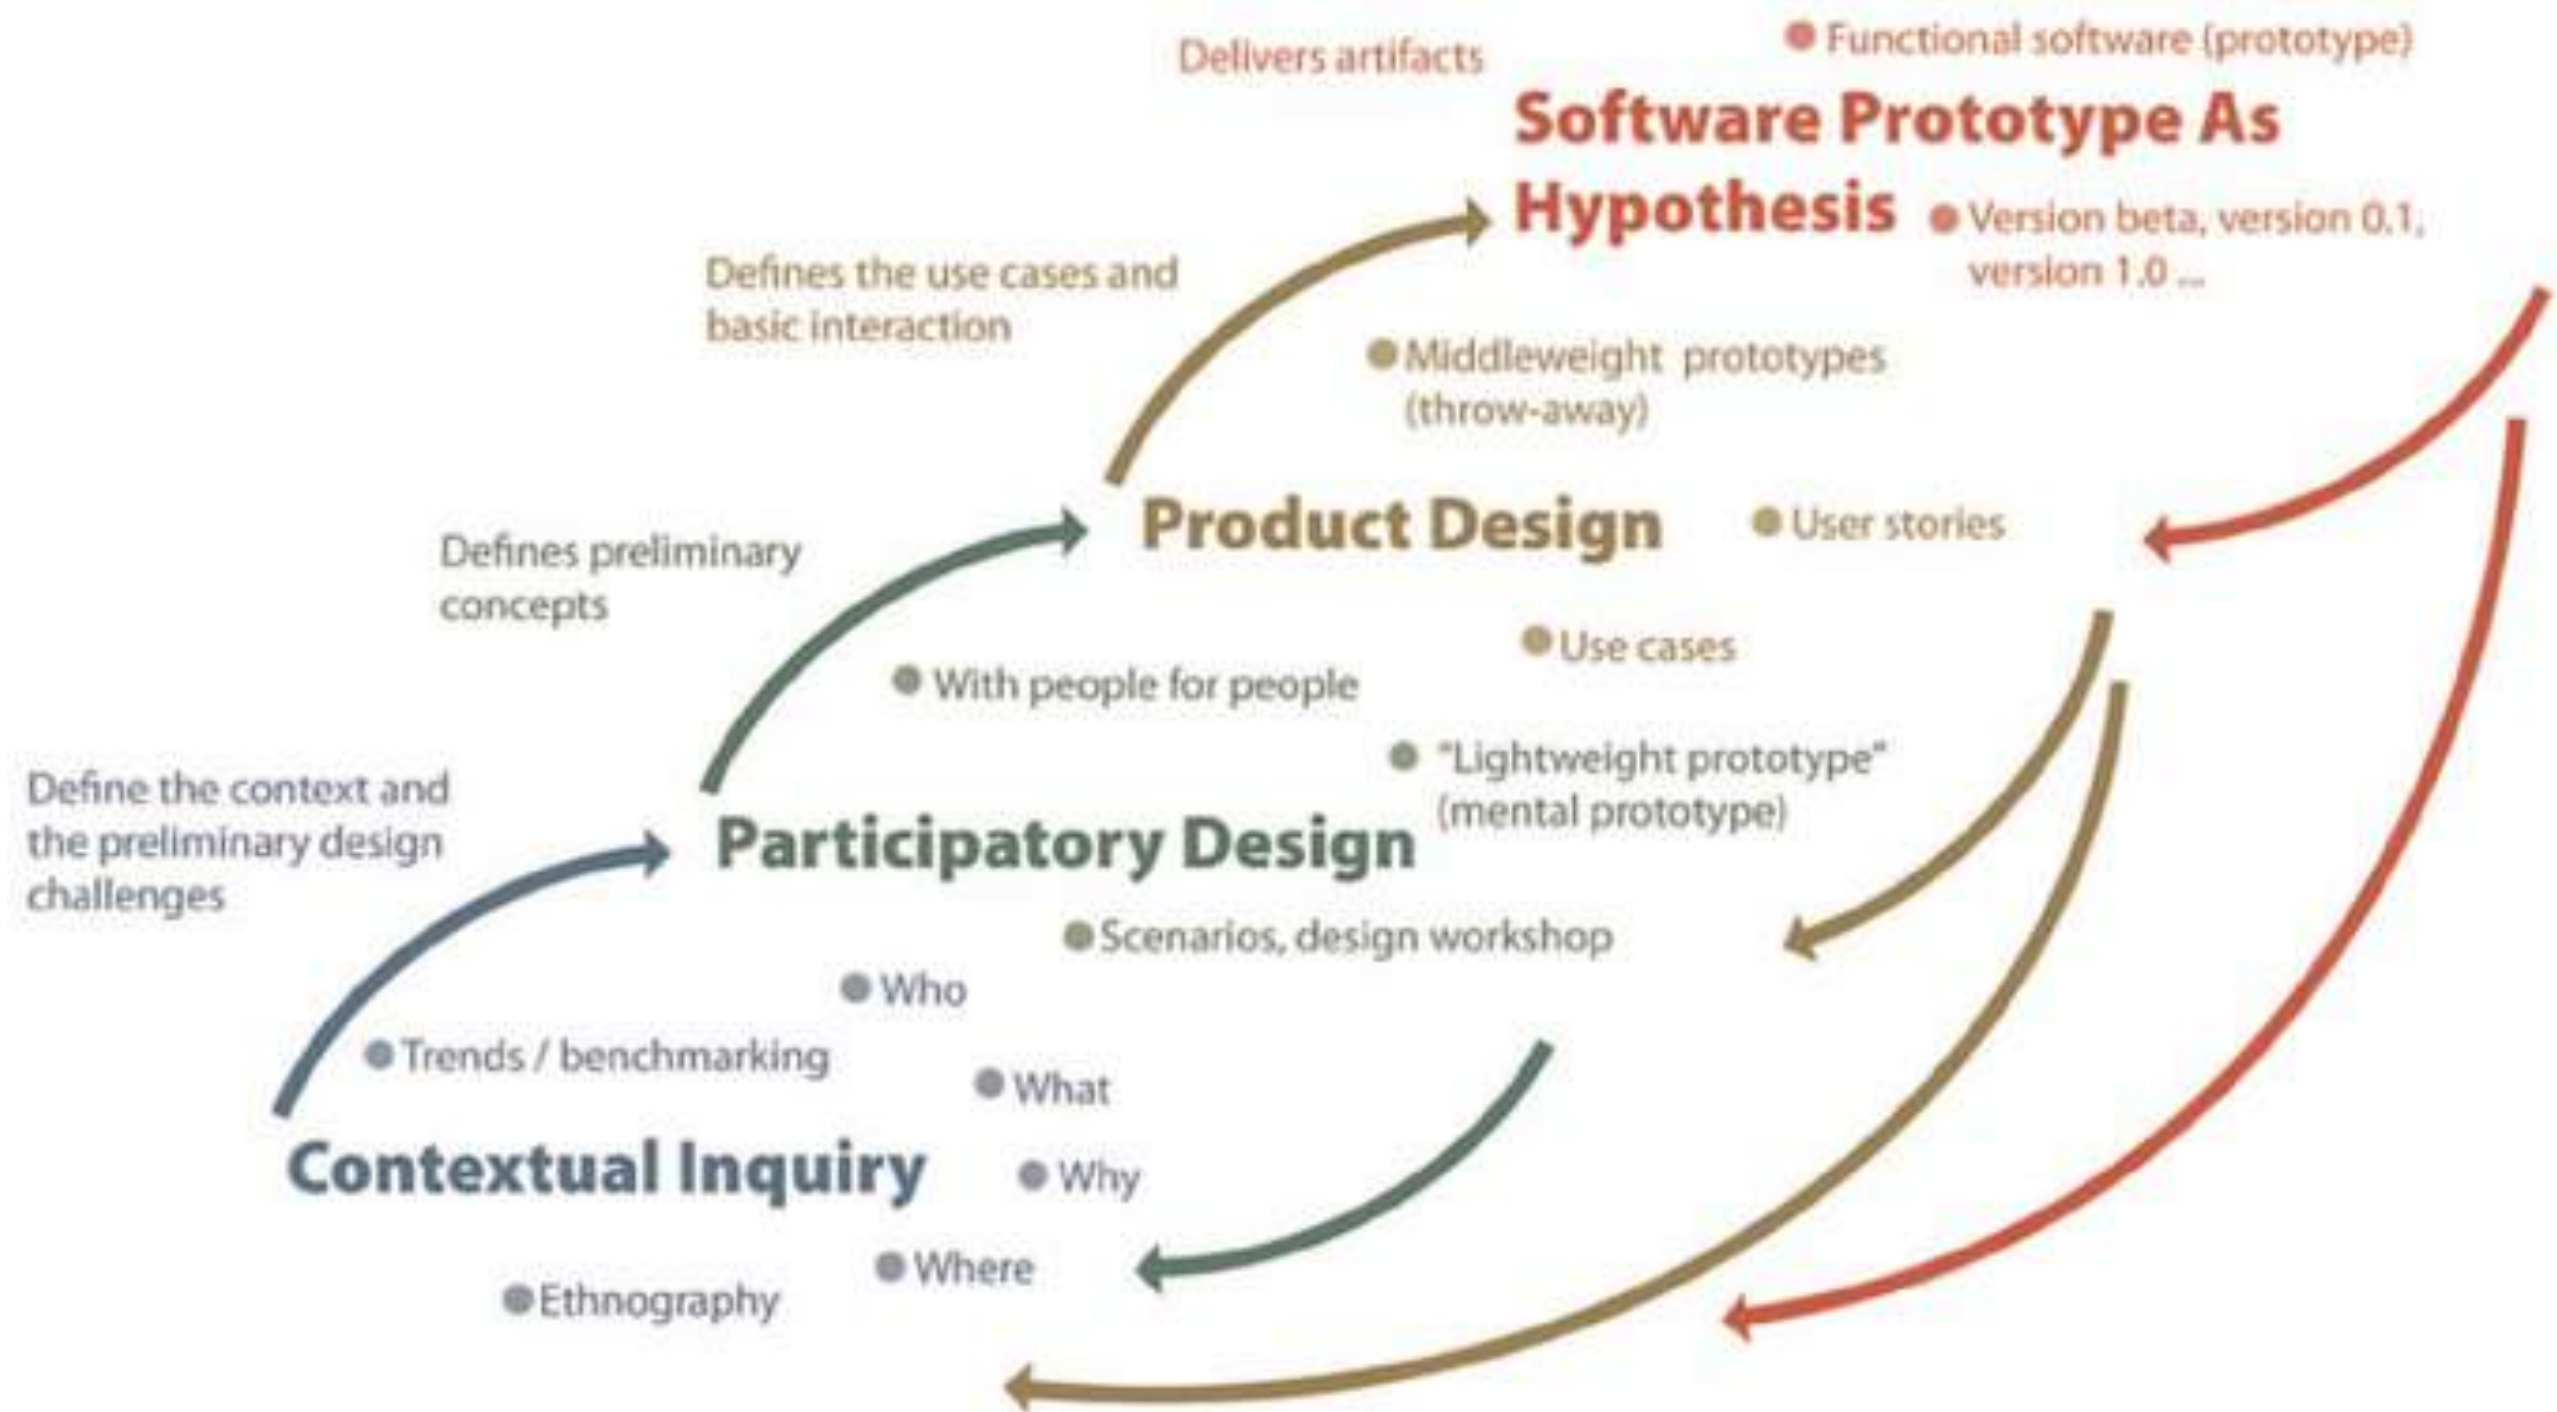 Delivers artifacts
Functional software (prototype)
Software Prototype As
Hypothesis
Version beta, version 0.1,
version 1.0 ...
Defines the use cases and
basic interaction
Middleweight prototypes
(throw-away)
Product Design
User stories
Use cases
Defines preliminary
concepts
With people for people
"Lightweight prototype"
(mental prototype)
Participatory Design
Scenarios, design workshop
Define the context and
the preliminary design
challenges
Who
Trends / benchmarking
What
Contextual Inquiry
Why
Where
Ethnography